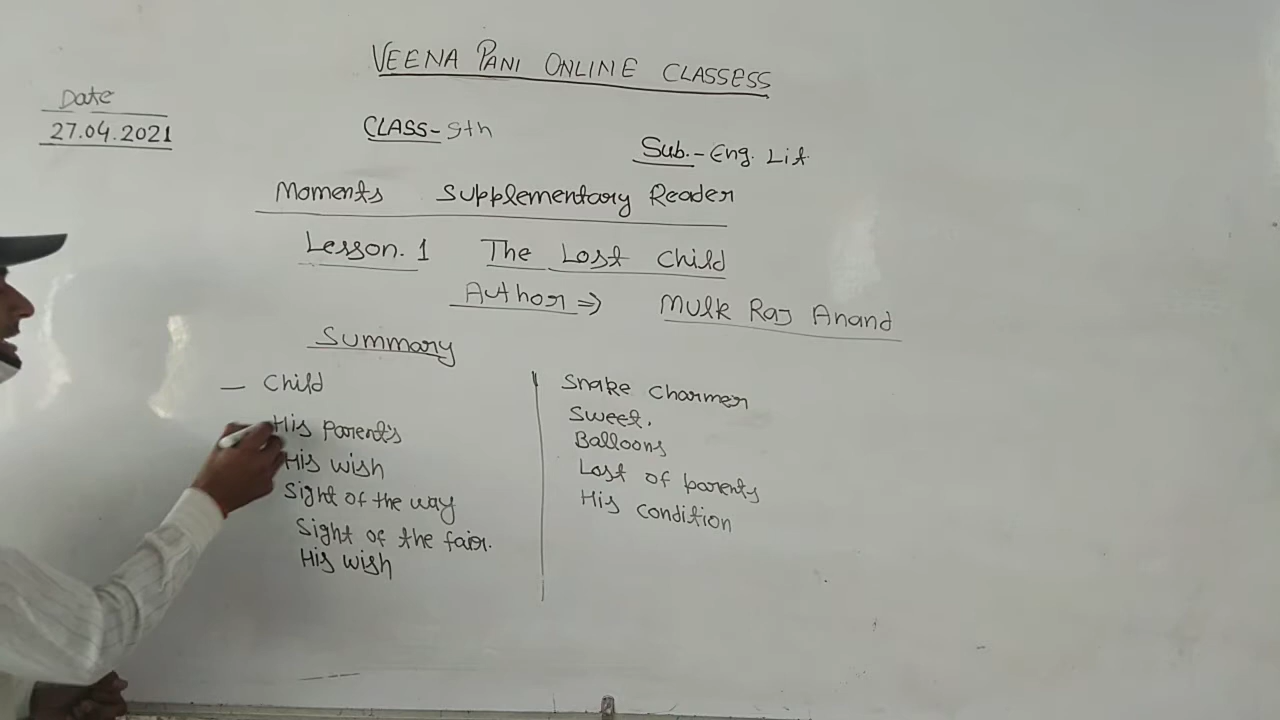 VEENA PANI ONLINE CLASSESS
Date
27.04.2021
CLASS-9th
Sub.-Eng. Lit
Moments Supplementary Reader
Lesson. 1 The Lost Child
Author ⇒ Mulk Raj Anand
Summary
— Child
His Parent's
His wish
Sight of the way
Sight of the fair.
His wish
Snake Charmer
Sweet.
Balloons
Lost of parents
His condition